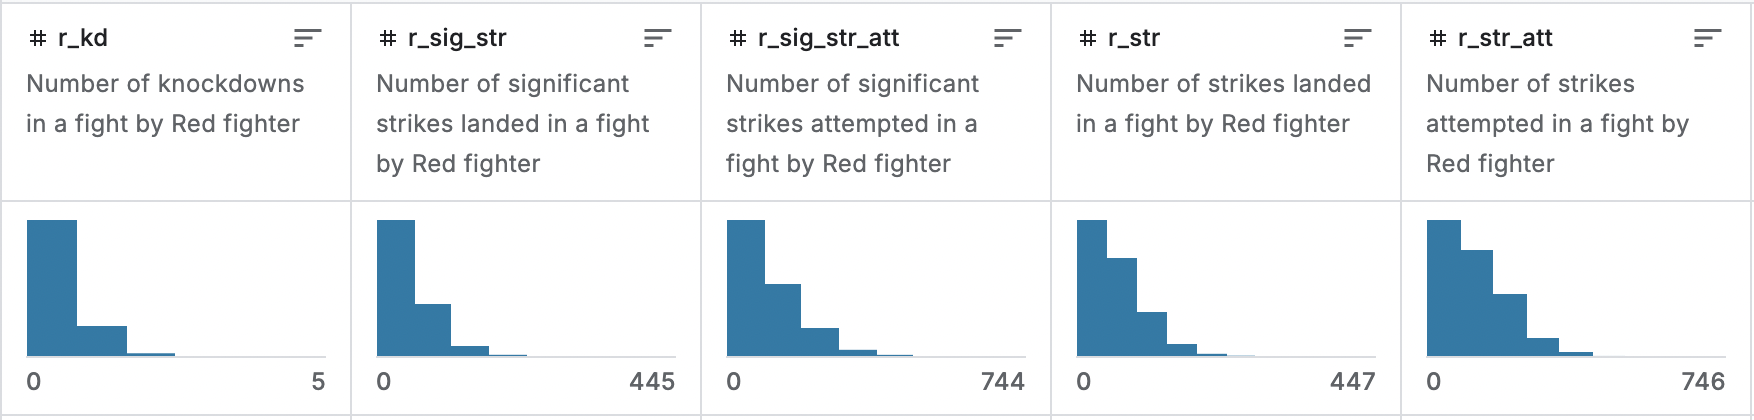 # r_kd
Number of knockdowns
in a fight by Red fighter
# r_sig_str
Number of significant
strikes landed in a fight
by Red fighter
# r_sig_str_att
Number of significant
strikes attempted in a
fight by Red fighter
# r_str
Number of strikes landed
in a fight by Red fighter
# r_str_att
Number of strikes
attempted in a fight by
Red fighter
0 5
0 445
0 744
0 447
0 746